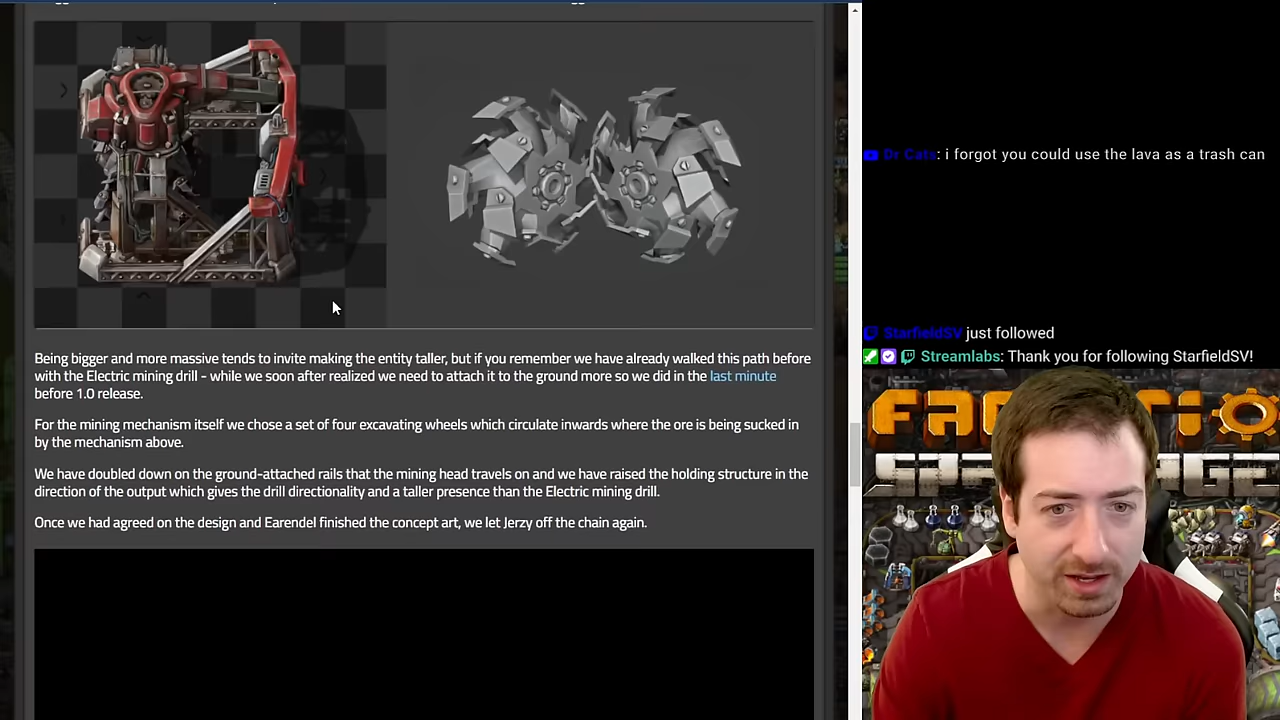 Being bigger and more massive tends to invite making the entity taller, but if you remember we have already walked this path before
with the Electric mining drill - while we soon after realized we need to attach it to the ground more so we did in the last minute
before 1.0 release.
For the mining mechanism itself we chose a set of four excavating wheels which circulate inwards where the ore is being sucked in
by the mechanism above.
We have doubled down on the ground-attached rails that the mining head travels on and we have raised the holding structure in the
direction of the output which gives the drill directionality and a taller presence than the Electric mining drill.
Once we had agreed on the design and Earendel finished the concept art, we let Jerzy off the chain again.
Dr Cats: i forgot you could use the lava as a trash can
StarfieldSV just followed
Streamlabs: Thank you for following StarfieldSV!